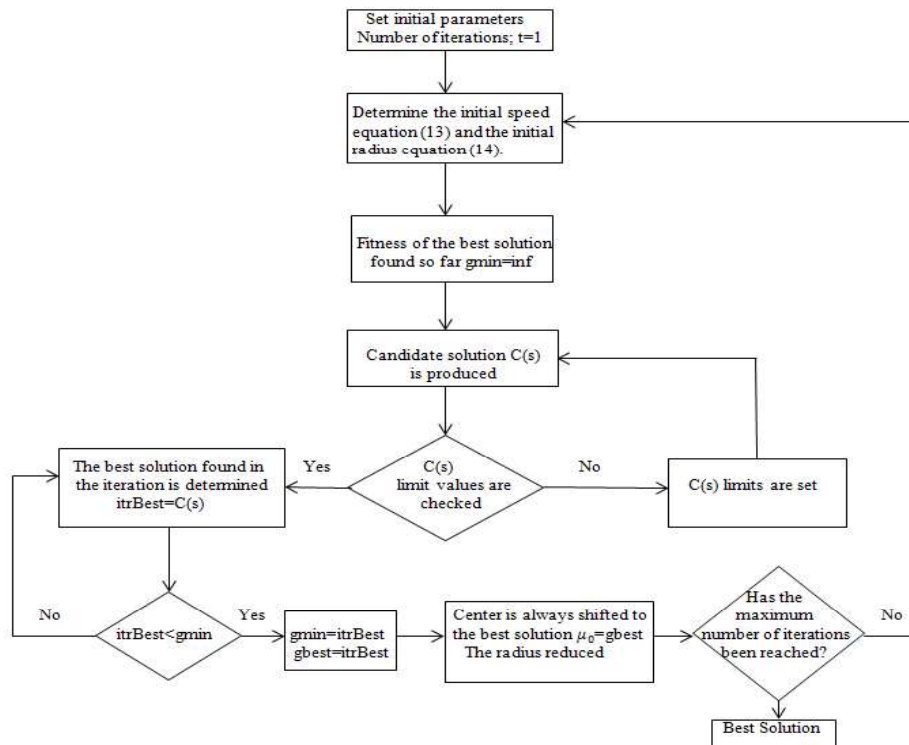 Set initial parameters
Number of iterations; t=1
Determine the initial speed
equation (13) and the initial
radius equation (14).
Fitness of the best solution
found so far gmin=inf
Candidate solution C(s)
is produced
C(s)
limit values are
checked
Yes
No
The best solution found in
the iteration is determined
itrBest=C(s)
C(s) limits are set
itrBest<gmin
No
Yes
gmin=itrBest
gbest=itrBest
Center is always shifted to
the best solution μ₀=gbest
The radius reduced
Has the
maximum
number of iterations
been reached?
No
Best Solution